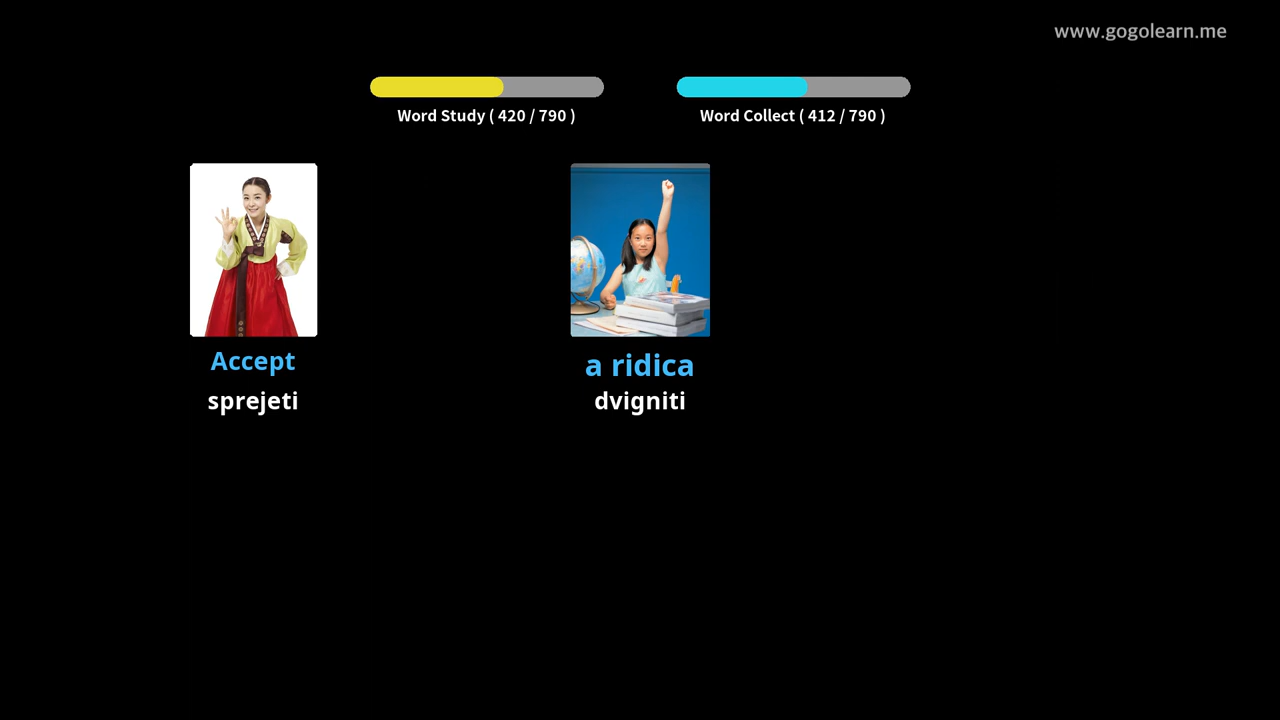 www.gogolearn.me
Word Study ( 420 / 790 )
Word Collect ( 412 / 790 )
Accept
sprejeti
a ridica
dvigniti